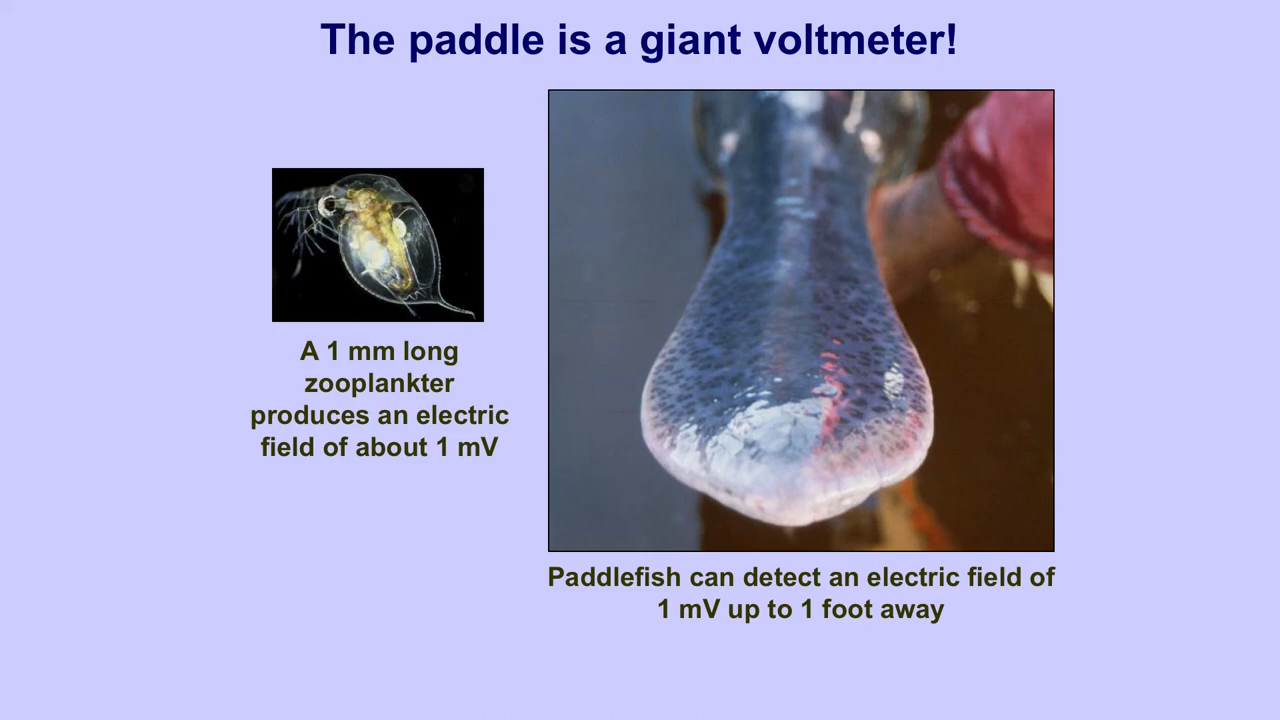 The paddle is a giant voltmeter!
A 1 mm long
zooplankter
produces an electric
field of about 1 mV
Paddlefish can detect an electric field of
1 mV up to 1 foot away